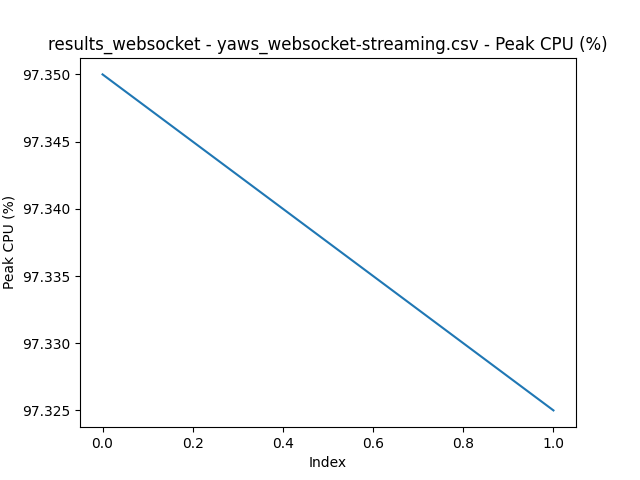 results_websocket - yaws_websocket-streaming.csv - Peak CPU (%)
97.350
97.345
97.340
97.335
97.330
97.325
Peak CPU (%)
0.0 0.2 0.4 0.6 0.8 1.0
Index